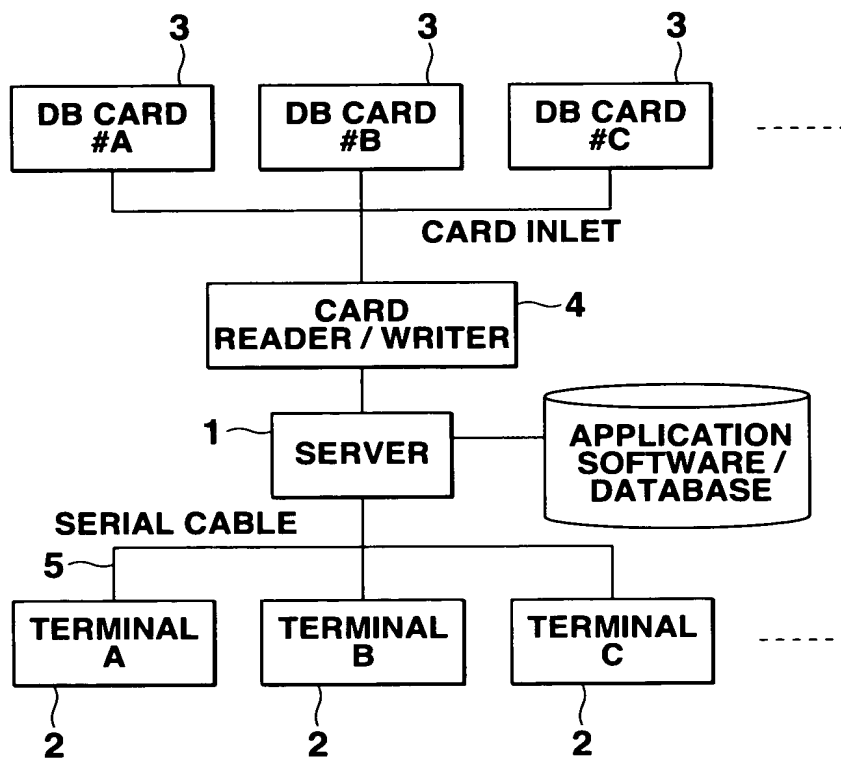 3
3
3
DB CARD
#A
DB CARD
#B
DB CARD
#C
CARD INLET
CARD
READER / WRITER
4
1
SERVER
APPLICATION
SOFTWARE /
DATABASE
SERIAL CABLE
5
TERMINAL
A
TERMINAL
B
TERMINAL
C
2
2
2